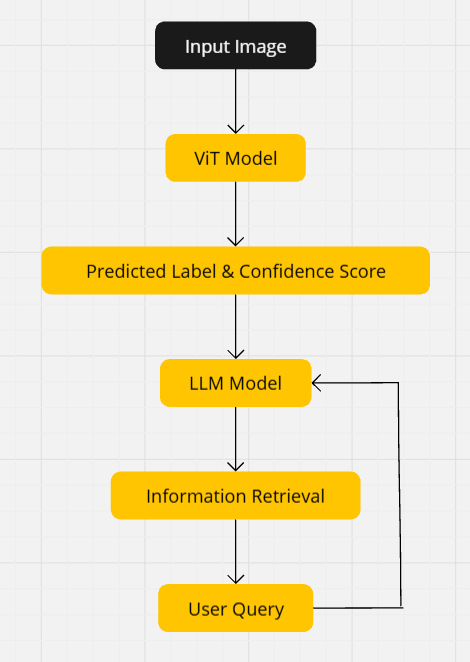 Input Image
ViT Model
Predicted Label & Confidence Score
LLM Model
Information Retrieval
User Query